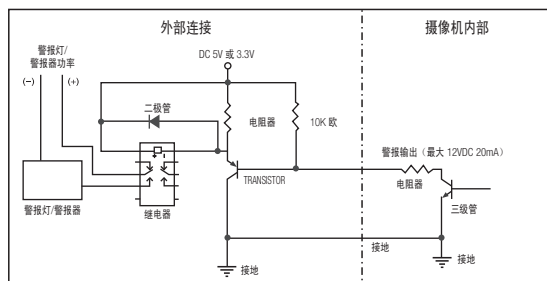 外部连接
摄像机内部
警报灯/
警报器功率
(−)
(+)
DC 5V 或 3.3V
二极管
电阻器
10K 欧
警报输出（最大 12VDC 20mA）
TRANSISTOR
电阻器
警报灯/警报器
继电器
三级管
接地
接地
接地